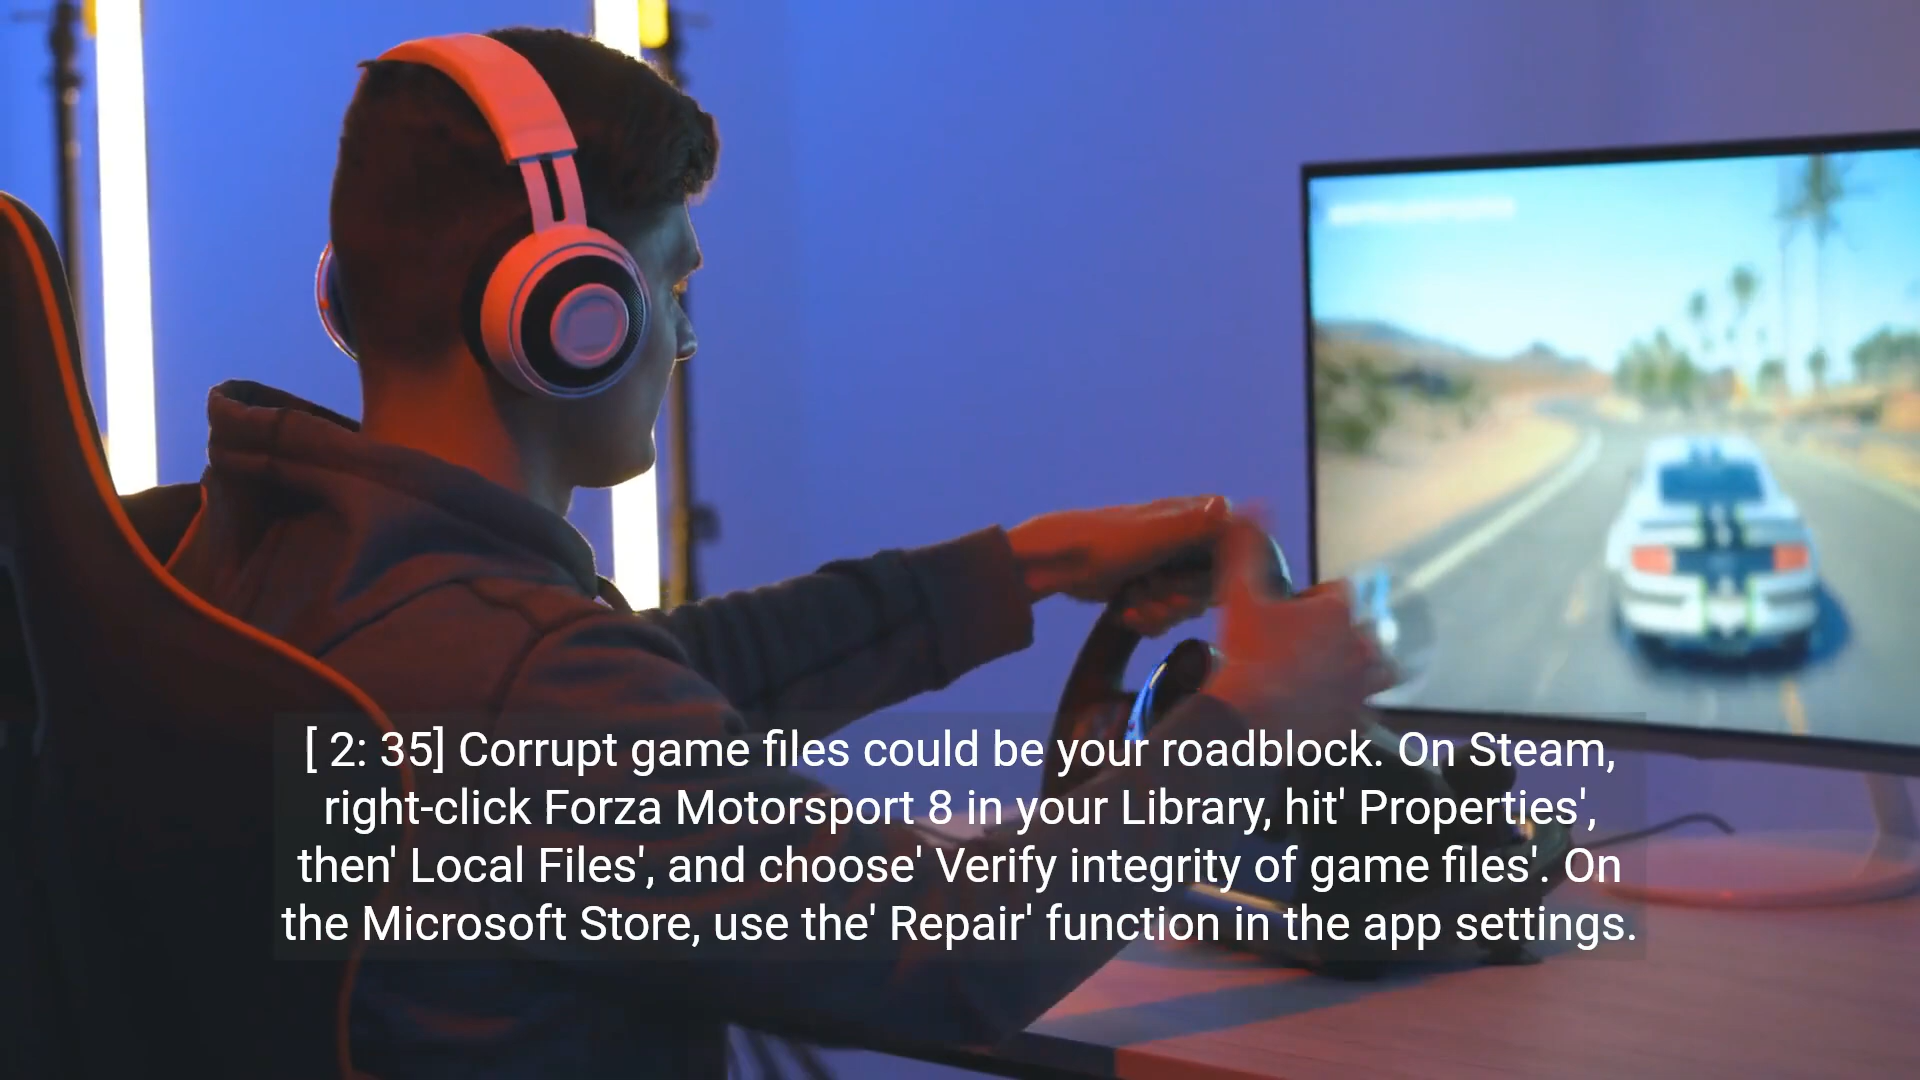 [ 2: 35] Corrupt game files could be your roadblock. On Steam,
right-click Forza Motorsport 8 in your Library, hit' Properties',
then' Local Files', and choose' Verify integrity of game files'. On
the Microsoft Store, use the' Repair' function in the app settings.